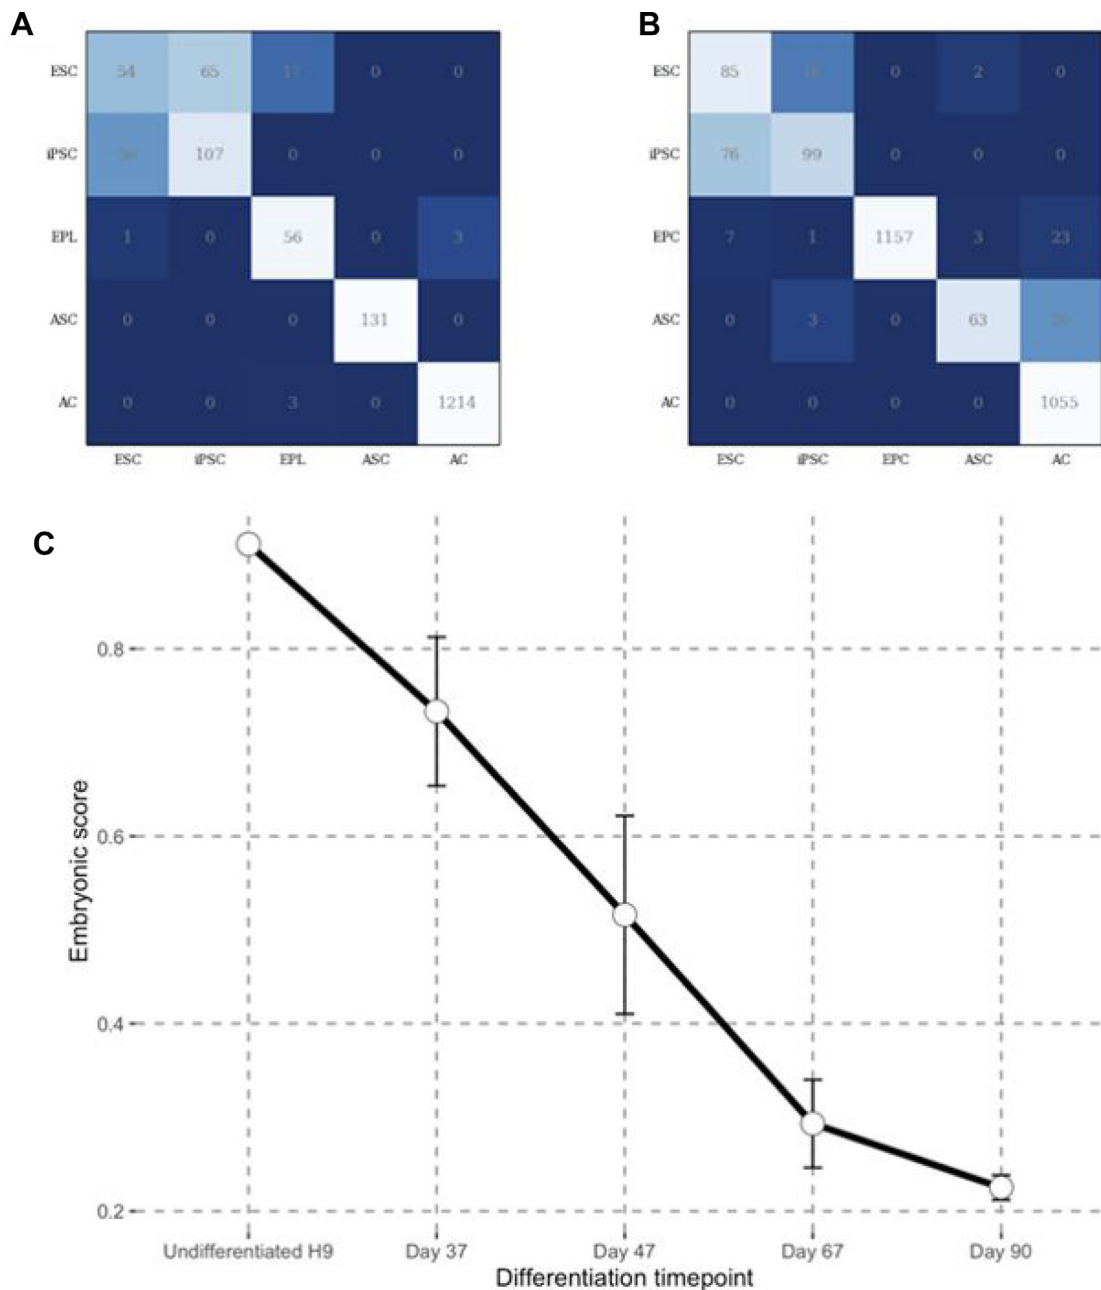 A
ESC 54 65 17 0 0
iPSC 107 0 0 0
EPL 1 0 56 0 3
ASC 0 0 0 131 0
AC 0 0 3 0 1214
ESC iPSC EPL ASC AC
B
ESC 85 0 2 0
iPSC 76 99 0 0 0
EPC 7 1 1157 3 23
ASC 0 3 0 63
AC 0 0 0 0 1055
ESC iPSC EPC ASC AC
C
Embryonic score
0.8
0.6
0.4
0.2
Undifferentiated H9 Day 37 Day 47 Day 67 Day 90
Differentiation timepoint